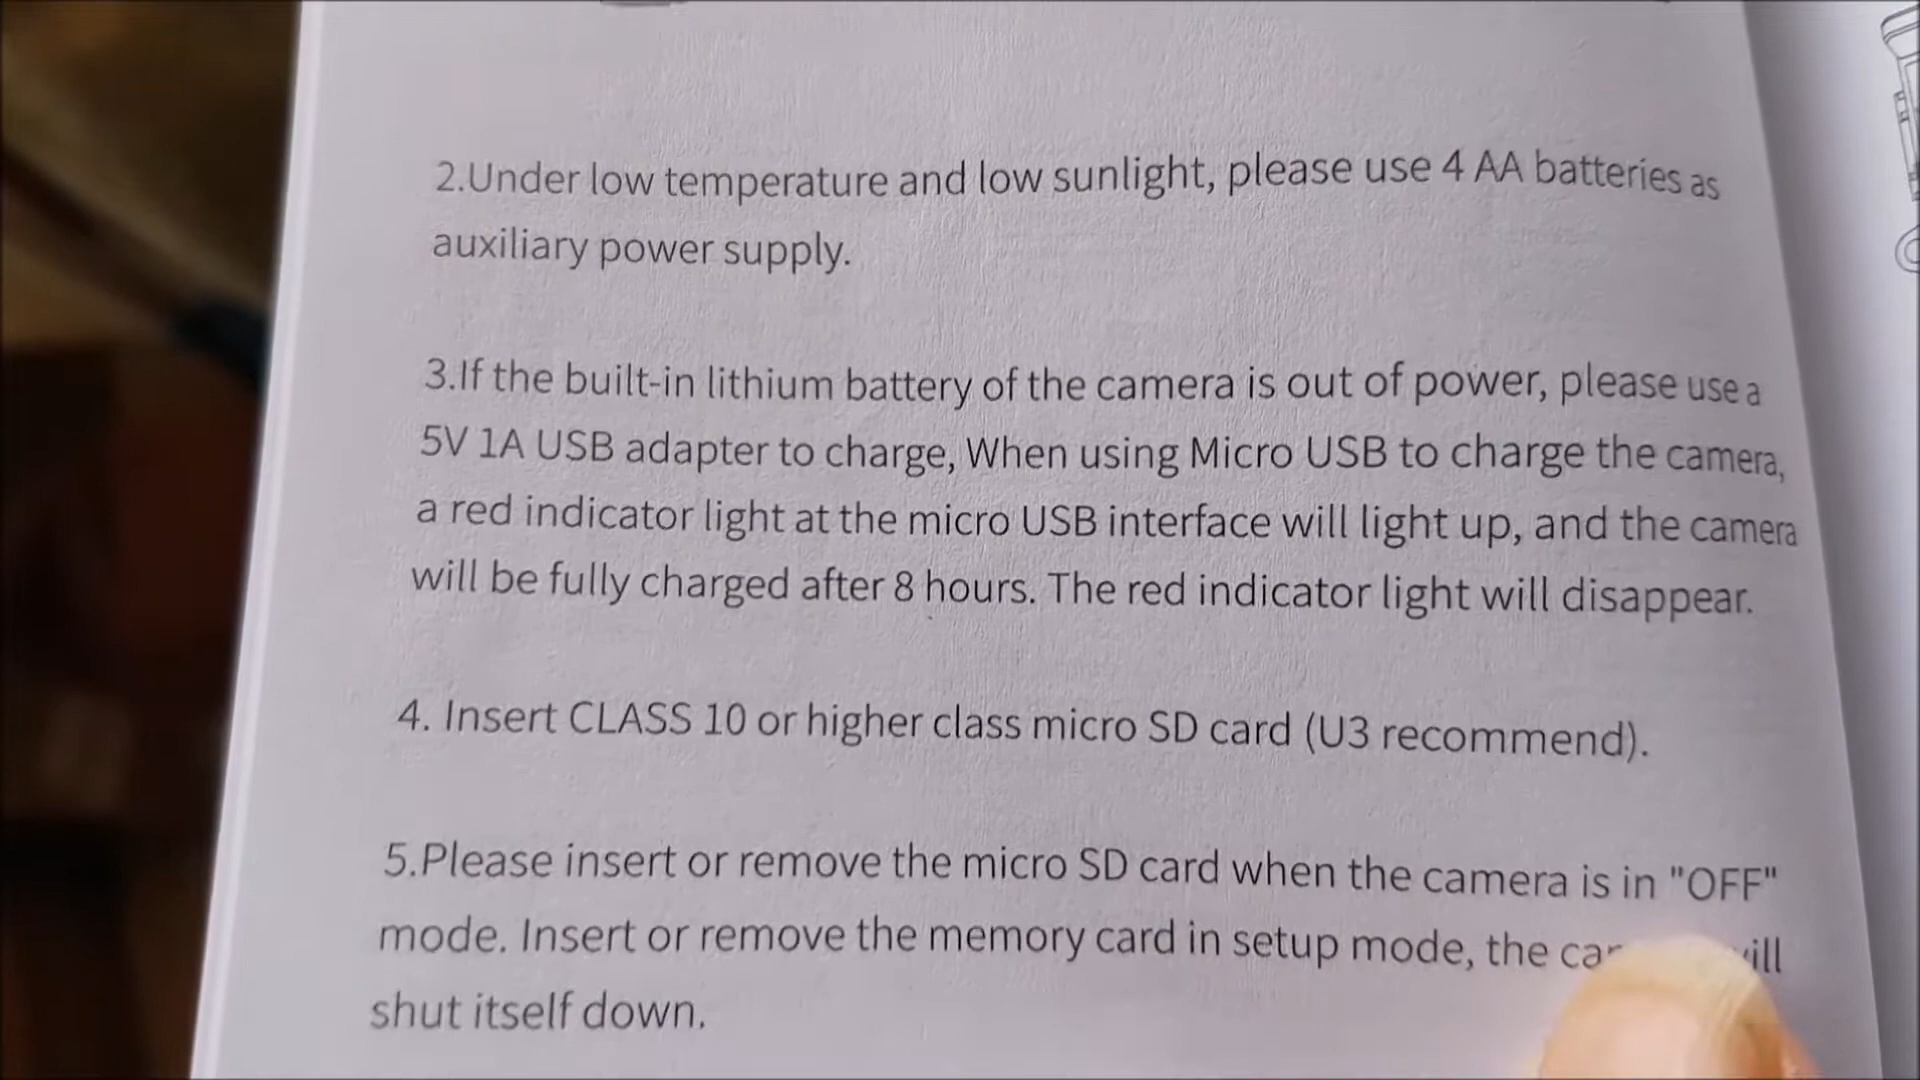 2.Under low temperature and low sunlight, please use 4 AA batteries as
auxiliary power supply.
3.If the built-in lithium battery of the camera is out of power, please use a
5V 1A USB adapter to charge, When using Micro USB to charge the camera,
a red indicator light at the micro USB interface will light up, and the camera
will be fully charged after 8 hours. The red indicator light will disappear.
4. Insert CLASS 10 or higher class micro SD card (U3 recommend).
5.Please insert or remove the micro SD card when the camera is in "OFF"
mode. Insert or remove the memory card in setup mode, the
shut itself down.